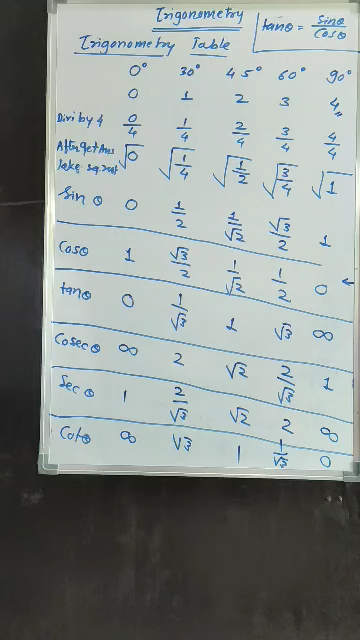 Trigonometry
tanθ = sinθ/cosθ
Trigonometry Table
0° 30° 45° 60° 90°
0 1 2 3 4
Divi by 4 0/4 1/4 2/4 3/4 4/4
After get Ans take sq. root √0 √1/4 √1/2 √3/4 √1
Sin θ 0 1/2 1/√2 √3/2 1
Cosθ 1 √3/2 1/√2 1/2 0 ←
tanθ 0 1/√3 1 √3 ∞
Cosec θ ∞ 2 √2 2/√3 1
Sec θ 1 2/√3 √2 2 ∞
Cotθ ∞ √3 1 1/√3 0